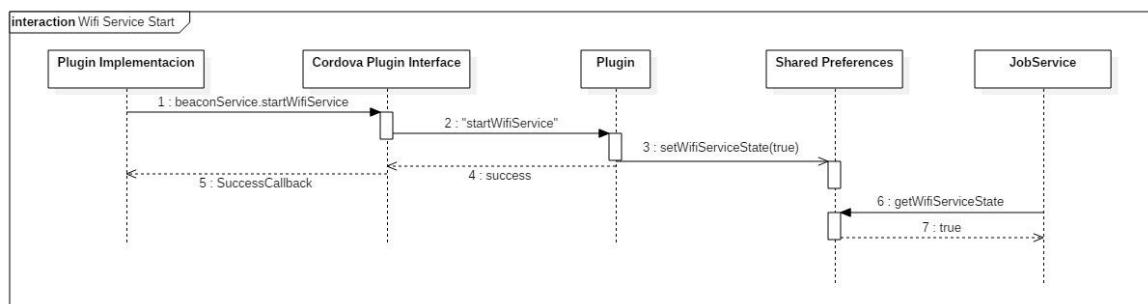 interaction Wifi Service Start
Plugin Implementacion
Cordova Plugin Interface
Plugin
Shared Preferences
JobService
1 : beaconService.startWifiService
2 : "startWifiService"
3 : setWifiServiceState(true)
4 : success
5 : SuccessCallback
6 : getWifiServiceState
7 : true